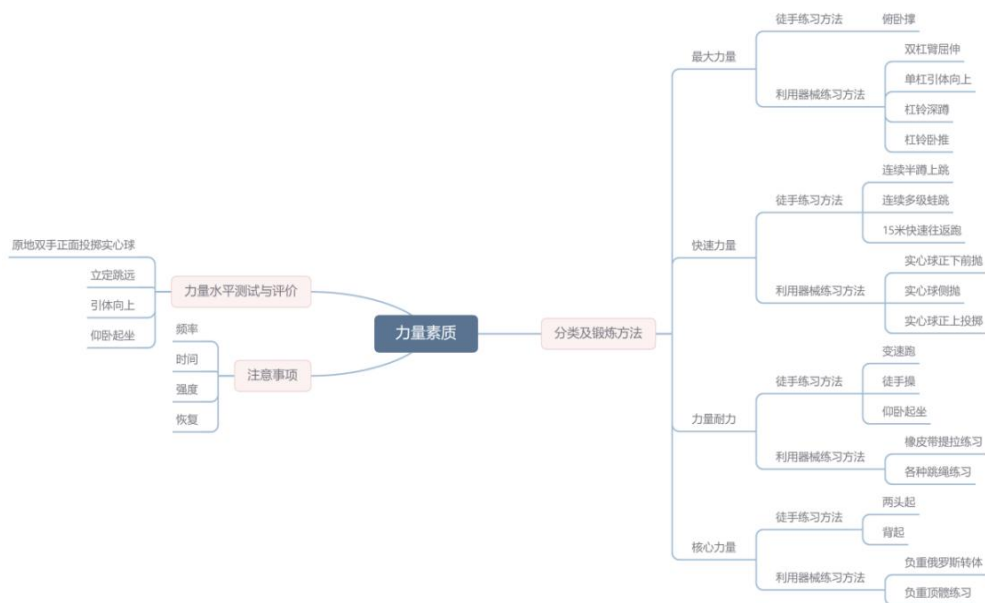 力量素质
分类及锻炼方法
最大力量
徒手练习方法
俯卧撑
利用器械练习方法
双杠臂屈伸
单杠引体向上
杠铃深蹲
杠铃卧推
快速力量
徒手练习方法
连续半蹲上跳
连续多级蛙跳
15米快速往返跑
利用器械练习方法
实心球正下前抛
实心球侧抛
实心球正上投掷
力量耐力
徒手练习方法
变速跑
徒手操
仰卧起坐
利用器械练习方法
橡皮带提拉练习
各种跳绳练习
核心力量
徒手练习方法
两头起
背起
利用器械练习方法
负重俄罗斯转体
负重顶髋练习
力量水平测试与评价
原地双手正面投掷实心球
立定跳远
引体向上
仰卧起坐
注意事项
频率
时间
强度
恢复